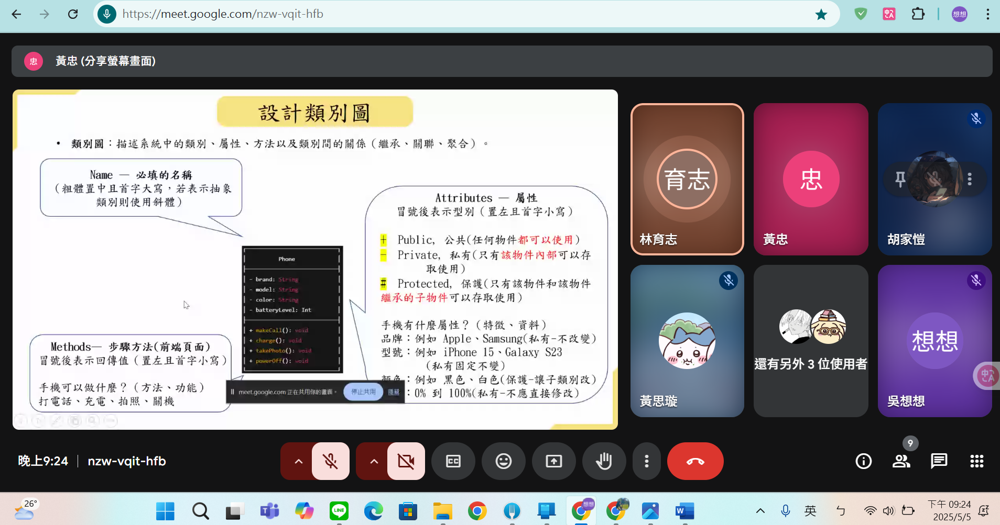 https://meet.google.com/nzw-vqit-hfb
想想
忠
黃忠 (分享螢幕畫面)
設計類別圖
• 類別圖：描述系統中的類別、屬性、方法以及類別間的關係（繼承、關聯、聚合）。
Name — 必填的名稱
（粗體置中且首字大寫，若表示抽象
類別則使用斜體）
Attributes — 屬性
冒號後表示型別（置左且首字小寫）
+ Public, 公共(任何物件都可以使用)
- Private, 私有(只有該物件內部可以存
取使用)
# Protected, 保護(只有該物件和該物件
繼承的子物件可以存取使用)
手機有什麼屬性？（特徵、資料）
品牌：例如 Apple、Samsung(私有-不改變)
型號：例如 iPhone 15、Galaxy S23
(私有固定不變)
顏色：例如 黑色、白色(保護-讓子類別改)
：0% 到 100%(私有-不應直接修改)
Phone
- brand: String
- model: String
- color: String
- batteryLevel: Int
+ makeCall(): void
+ charge(): void
+ takePhoto(): void
+ powerOff(): void
Methods— 步驟方法(前端頁面)
冒號後表示回傳值（置左且首字小寫）
手機可以做什麼？（方法、功能）
打電話、充電、拍照、關機
meet.google.com 正在共用你的畫面。 停止共用 隱藏
育志
林育志
忠
黃忠
胡家愷
黃思璇
還有另外 3 位使用者
想想
吳想想
晚上9:24 | nzw-vqit-hfb
CC
9
26°
LINE
想想
W
英
ㄅ
下午 09:24
2025/5/5